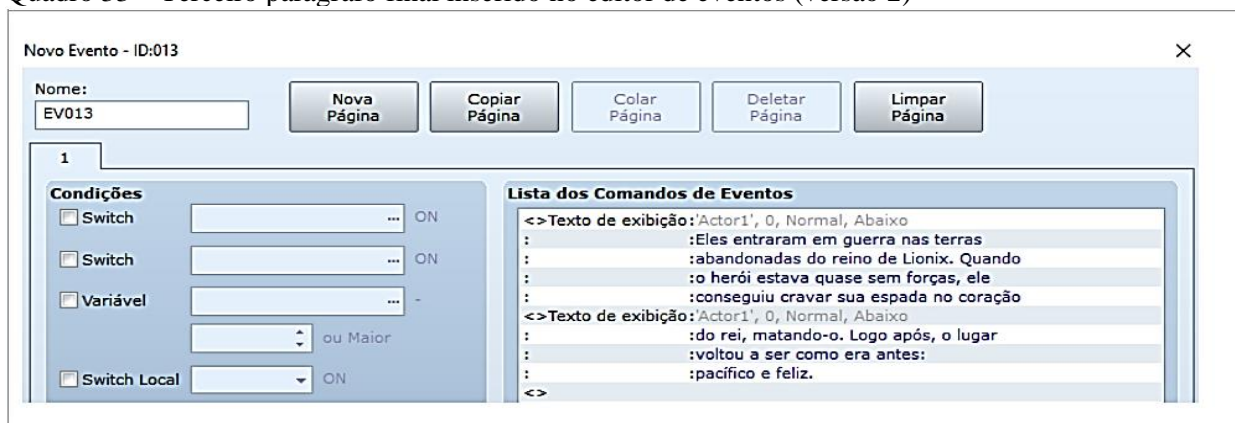 Quadro 33 – Terceiro parágrafo final inserido no editor de eventos (versão 2)
Novo Evento - ID:013
Nome:
EV013
Nova Página
Copiar Página
Colar Página
Deletar Página
Limpar Página
1
Condições
Switch ... ON
Switch ... ON
Variável ... -
ou Maior
Switch Local ON
Lista dos Comandos de Eventos
<>Texto de exibição:'Actor1', 0, Normal, Abaixo
: :Eles entraram em guerra nas terras
: :abandonadas do reino de Lionix. Quando
: :o herói estava quase sem forças, ele
: :conseguiu cravar sua espada no coração
<>Texto de exibição:'Actor1', 0, Normal, Abaixo
: :do rei, matando-o. Logo após, o lugar
: :voltou a ser como era antes:
: :pacífico e feliz.
<>